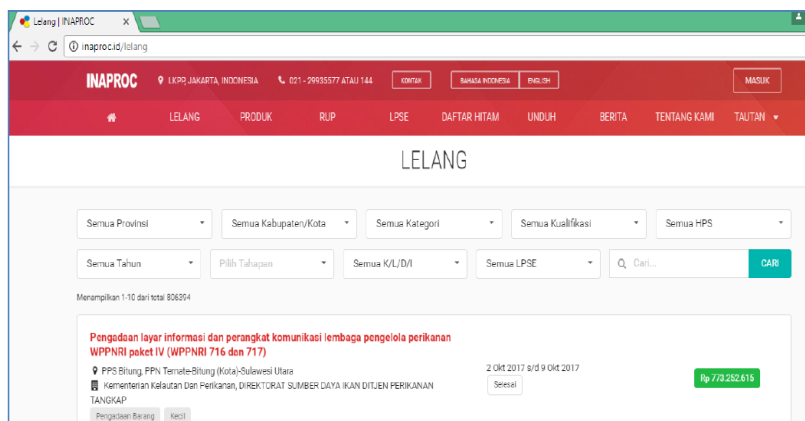 Lelang | INAPROC
inaproc.id/lelang
INAPROC LKPP, JAKARTA, INDONESIA 021 - 29935577 ATAU 144 KONTAK BAHASA INDONESIA ENGLISH MASUK
LELANG PRODUK RUP LPSE DAFTAR HITAM UNDUH BERITA TENTANG KAMI TAUTAN
LELANG
Semua Provinsi Semua Kabupaten/Kota Semua Kategori Semua Kualifikasi Semua HPS
Semua Tahun Pilih Tahapan Semua K/L/D/I Semua LPSE Cari... CARI
Menampilkan 1-10 dari total 806394
Pengadaan layar informasi dan perangkat komunikasi lembaga pengelola perikanan
WPPNRI paket IV (WPPNRI 716 dan 717)
PPS Bitung, PPN Ternate-Bitung (Kota)-Sulawesi Utara 2 Okt 2017 s/d 9 Okt 2017
Kementerian Kelautan Dan Perikanan, DIREKTORAT SUMBER DAYA IKAN DITJEN PERIKANAN Selesai Rp 773.252.615
TANGKAP
Pengadaan Barang Kecil